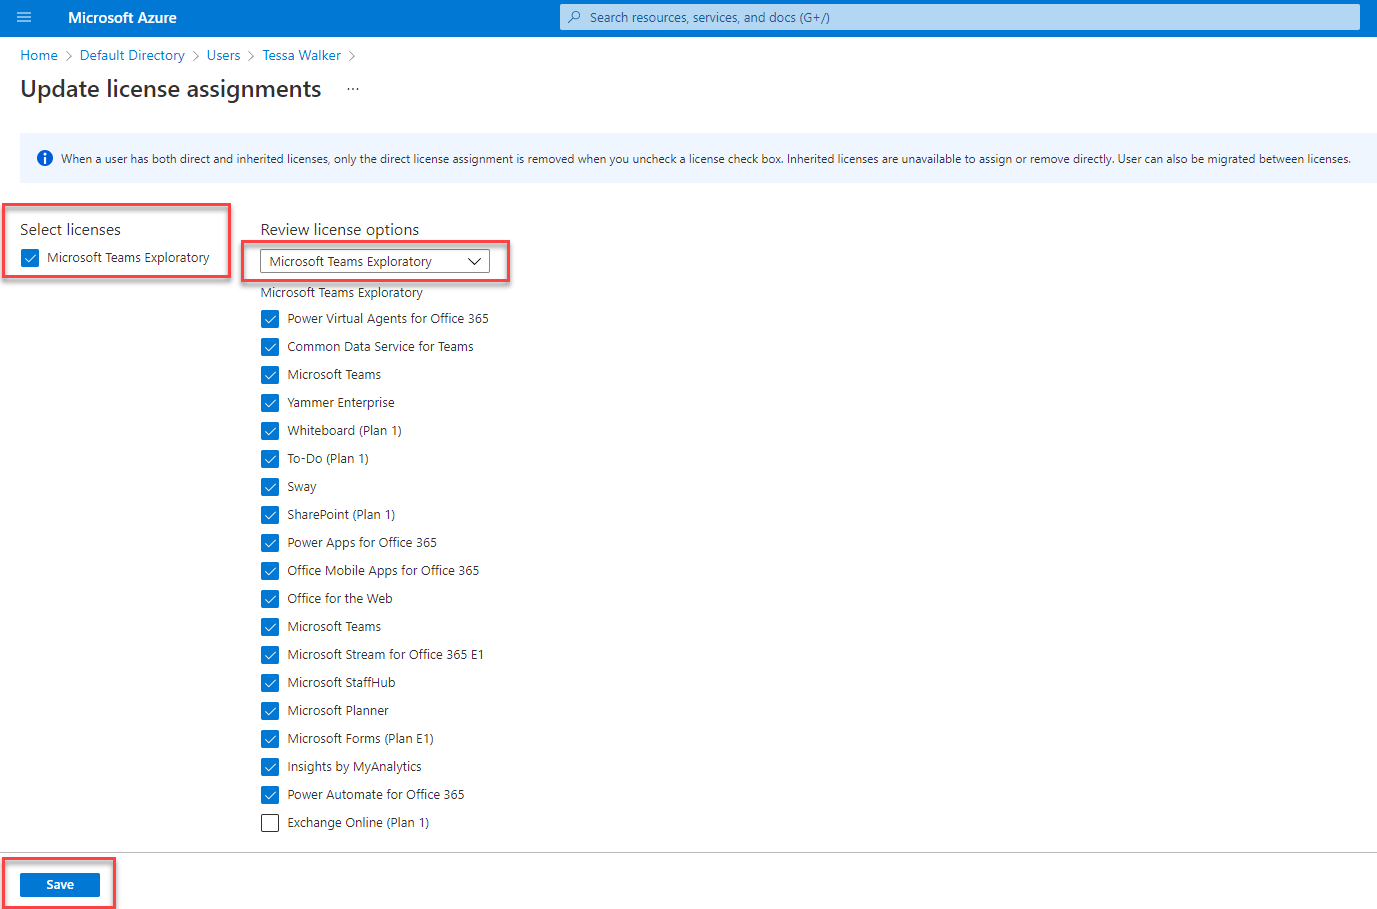 Microsoft Azure
Search resources, services, and docs (G+/)
Home > Default Directory > Users > Tessa Walker >
Update license assignments ...
When a user has both direct and inherited licenses, only the direct license assignment is removed when you uncheck a license check box. Inherited licenses are unavailable to assign or remove directly. User can also be migrated between licenses.
Select licenses
Microsoft Teams Exploratory
Review license options
Microsoft Teams Exploratory
Microsoft Teams Exploratory
Power Virtual Agents for Office 365
Common Data Service for Teams
Microsoft Teams
Yammer Enterprise
Whiteboard (Plan 1)
To-Do (Plan 1)
Sway
SharePoint (Plan 1)
Power Apps for Office 365
Office Mobile Apps for Office 365
Office for the Web
Microsoft Teams
Microsoft Stream for Office 365 E1
Microsoft StaffHub
Microsoft Planner
Microsoft Forms (Plan E1)
Insights by MyAnalytics
Power Automate for Office 365
Exchange Online (Plan 1)
Save